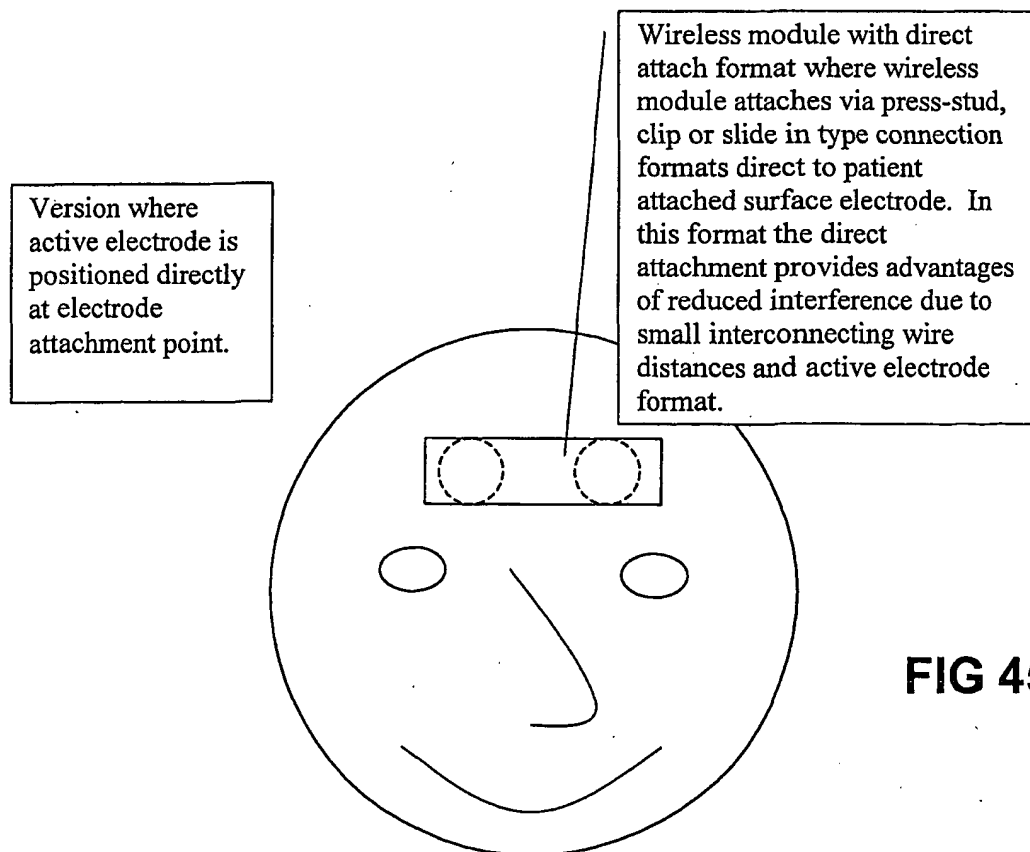 Wireless module with direct
attach format where wireless
module attaches via press-stud,
clip or slide in type connection
formats direct to patient
attached surface electrode. In
this format the direct
attachment provides advantages
of reduced interference due to
small interconnecting wire
distances and active electrode
format.
Version where
active electrode is
positioned directly
at electrode
attachment point.
FIG